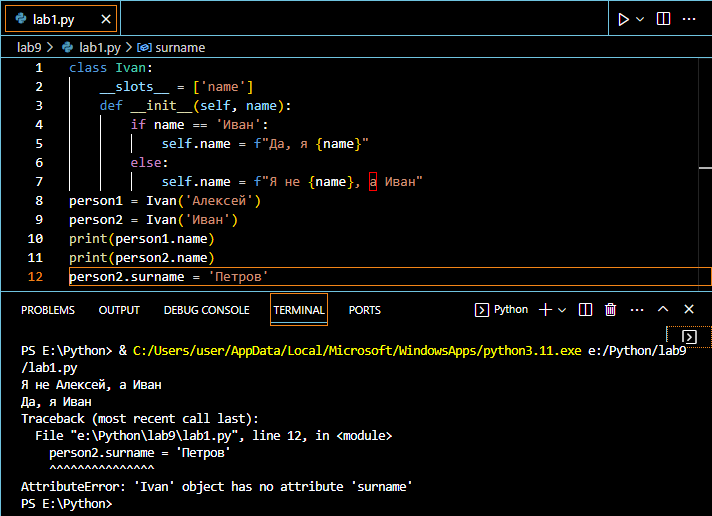 lab1.py
lab9 > lab1.py > surname
1 class Ivan:
2     __slots__ = ['name']
3     def __init__(self, name):
4         if name == 'Иван':
5             self.name = f"Да, я {name}"
6         else:
7             self.name = f"Я не {name}, а Иван"
8 person1 = Ivan('Алексей')
9 person2 = Ivan('Иван')
10 print(person1.name)
11 print(person2.name)
12 person2.surname = 'Петров'
PROBLEMS OUTPUT DEBUG CONSOLE TERMINAL PORTS Python
PS E:\Python> & C:/Users/user/AppData/Local/Microsoft/WindowsApps/python3.11.exe e:/Python/lab9
/lab1.py
Я не Алексей, а Иван
Да, я Иван
Traceback (most recent call last):
  File "e:\Python\lab9\lab1.py", line 12, in <module>
    person2.surname = 'Петров'
    ^^^^^^^^^^^^^^^
AttributeError: 'Ivan' object has no attribute 'surname'
PS E:\Python>